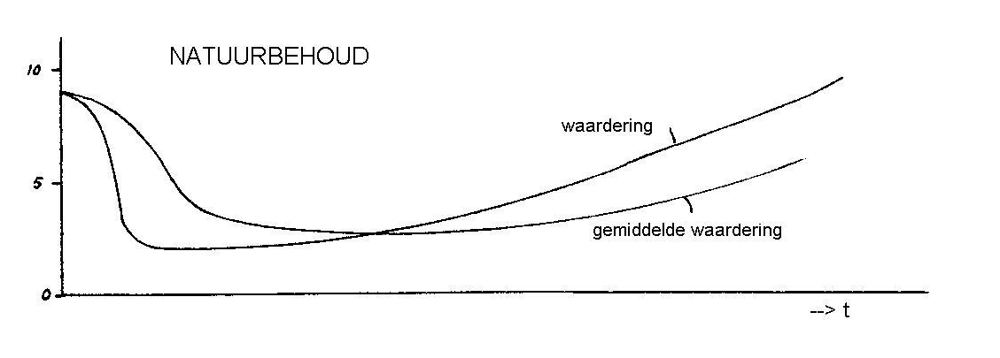 NATUURBEHOUD
10
waardering
5
gemiddelde waardering
0
--> t